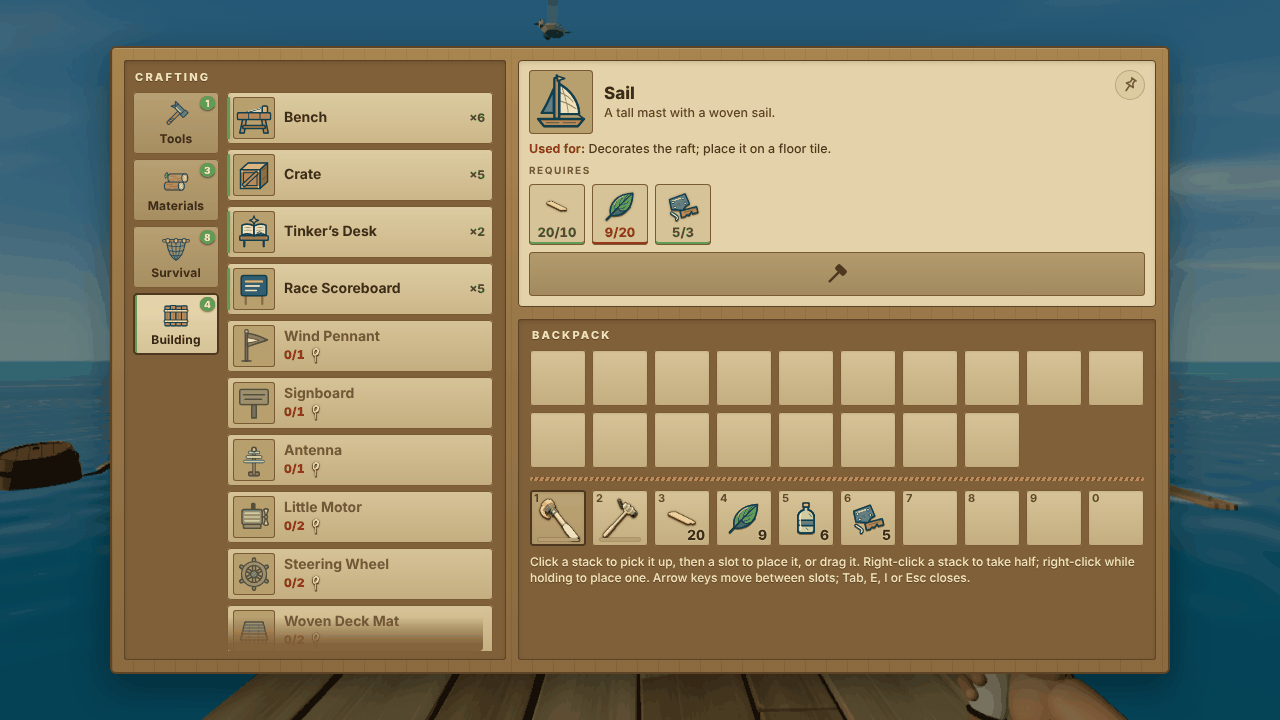 CRAFTING
1
Tools
3
Materials
8
Survival
4
Building
Bench ×6
Crate ×5
Tinker's Desk ×2
Race Scoreboard ×5
Wind Pennant
0/1
Signboard
0/1
Antenna
0/1
Little Motor
0/2
Steering Wheel
0/2
Woven Deck Mat
0/2
Sail
A tall mast with a woven sail.
Used for: Decorates the raft; place it on a floor tile.
REQUIRES
20/10 9/20 5/3
BACKPACK
1 2 3 4 5 6 7 8 9 0
20 9 6 5
Click a stack to pick it up, then a slot to place it, or drag it. Right-click a stack to take half; right-click while
holding to place one. Arrow keys move between slots; Tab, E, I or Esc closes.